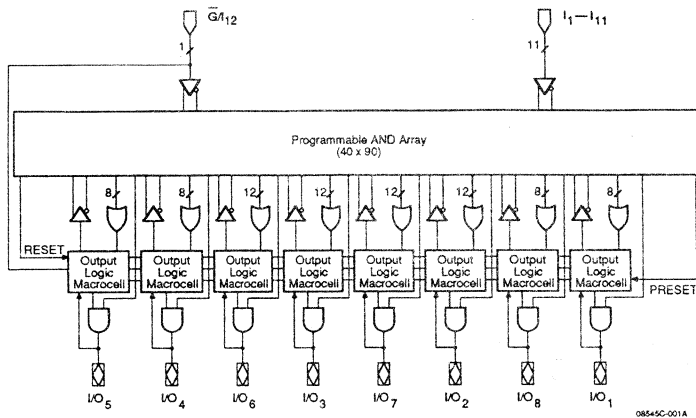 G̅/I12
I1—I11
1
11
Programmable AND Array
(40 x 90)
8 8 12 12 12 12 8 8
RESET
Output Logic Macrocell
Output Logic Macrocell
Output Logic Macrocell
Output Logic Macrocell
Output Logic Macrocell
Output Logic Macrocell
Output Logic Macrocell
Output Logic Macrocell
PRESET
I/O5 I/O4 I/O6 I/O3 I/O7 I/O2 I/O8 I/O1
08545C-001A